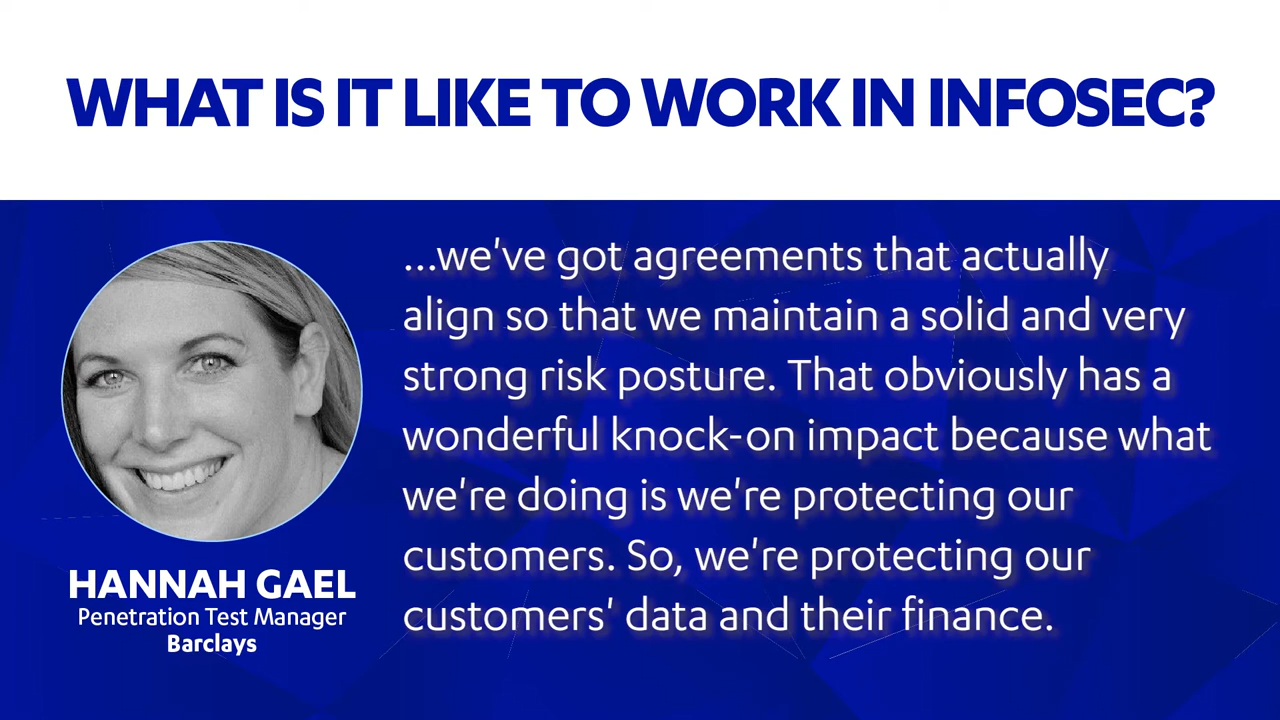 WHAT IS IT LIKE TO WORK IN INFOSEC?
...we've got agreements that actually
align so that we maintain a solid and very
strong risk posture. That obviously has a
wonderful knock-on impact because what
we're doing is we're protecting our
customers. So, we're protecting our
customers' data and their finance.
HANNAH GAEL
Penetration Test Manager
Barclays